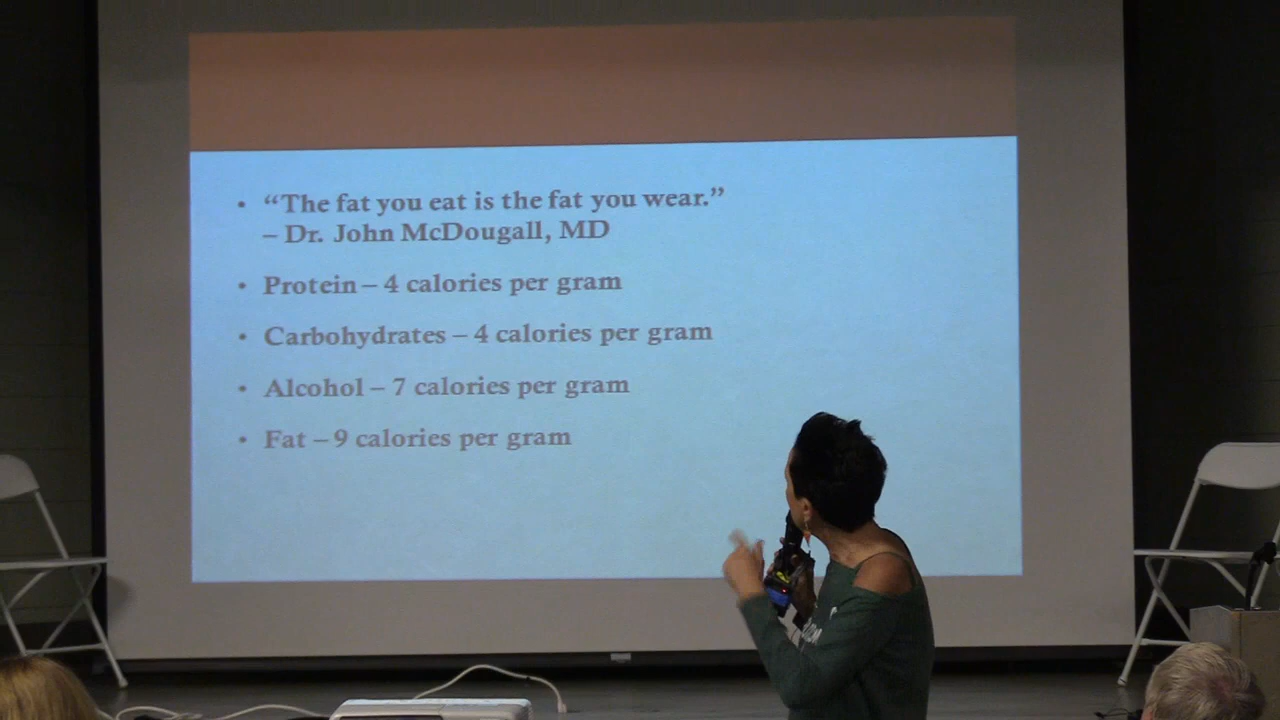 • “The fat you eat is the fat you wear.”
– Dr. John McDougall, MD
• Protein – 4 calories per gram
• Carbohydrates – 4 calories per gram
• Alcohol – 7 calories per gram
• Fat – 9 calories per gram